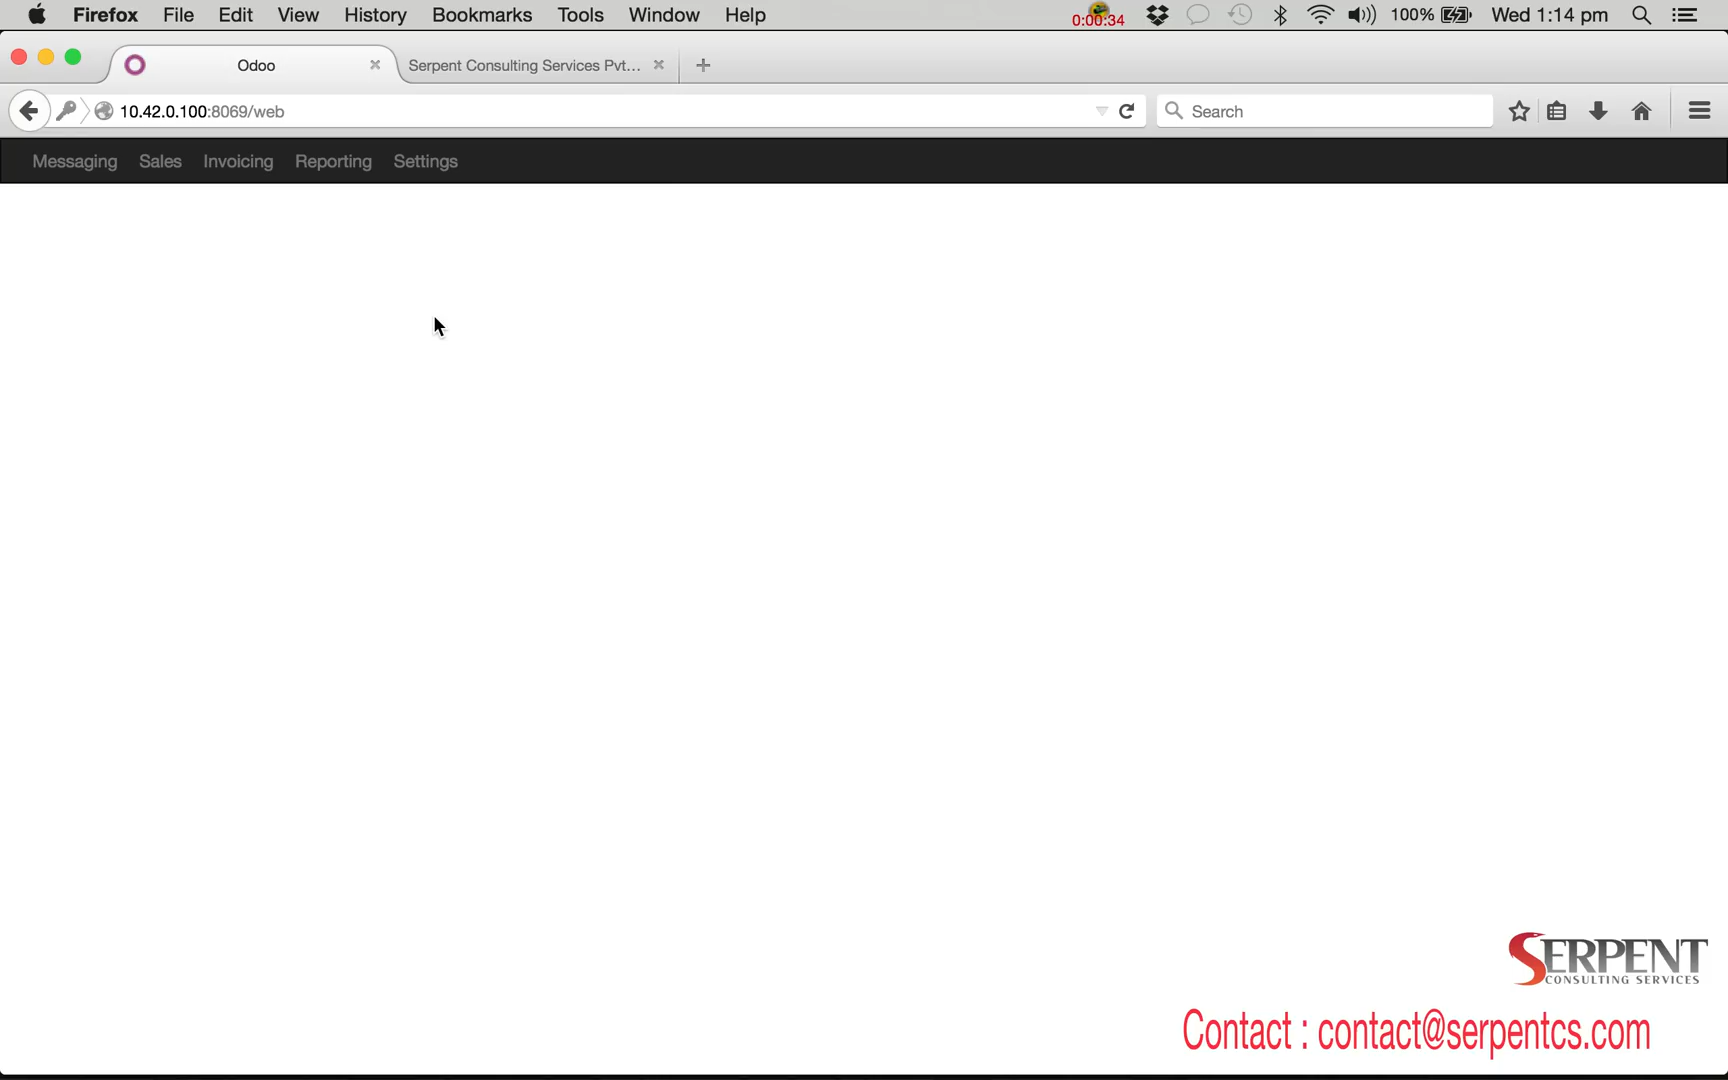 Firefox File Edit View History Bookmarks Tools Window Help 0:00:34 100% Wed 1:14 pm
Odoo Serpent Consulting Services Pvt...
10.42.0.100:8069/web Search
Messaging Sales Invoicing Reporting Settings
SERPENT
CONSULTING SERVICES
Contact : contact@serpentcs.com